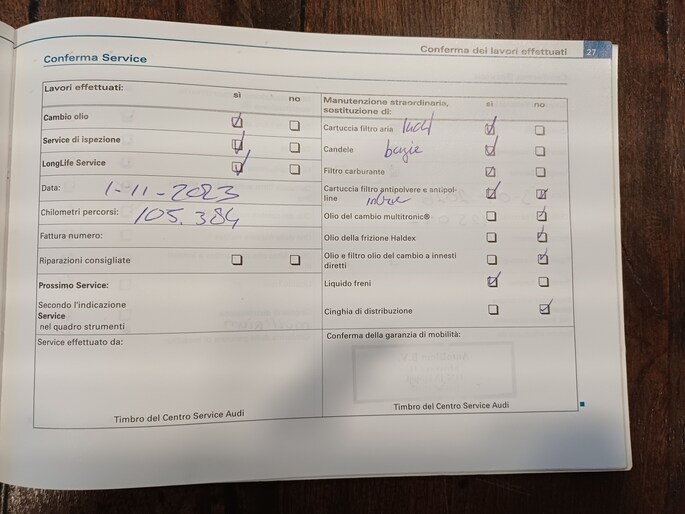 Conferma dei lavori effettuati 27
Conferma Service
Lavori effettuati:
sì no
Cambio olio
Service di ispezione
LongLife Service
Data: 1-11-2023
Chilometri percorsi: 105.384
Fattura numero:
Riparazioni consigliate
Prossimo Service:
Secondo l'indicazione
Service
nel quadro strumenti
Service effettuato da:
Timbro del Centro Service Audi
Manutenzione straordinaria,
sostituzione di:
sì no
Cartuccia filtro aria
Candele
Filtro carburante
Cartuccia filtro antipolvere e antipol-
line
Olio del cambio multitronic®
Olio della frizione Haldex
Olio e filtro olio del cambio a innesti
diretti
Liquido freni
Cinghia di distribuzione
Conferma della garanzia di mobilità:
Timbro del Centro Service Audi